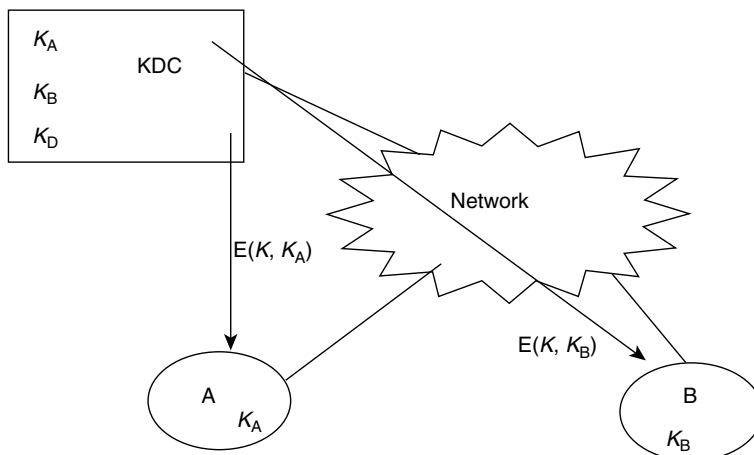 K_A
KDC
K_B
K_D
Network
E(K, K_A)
E(K, K_B)
A
K_A
B
K_B